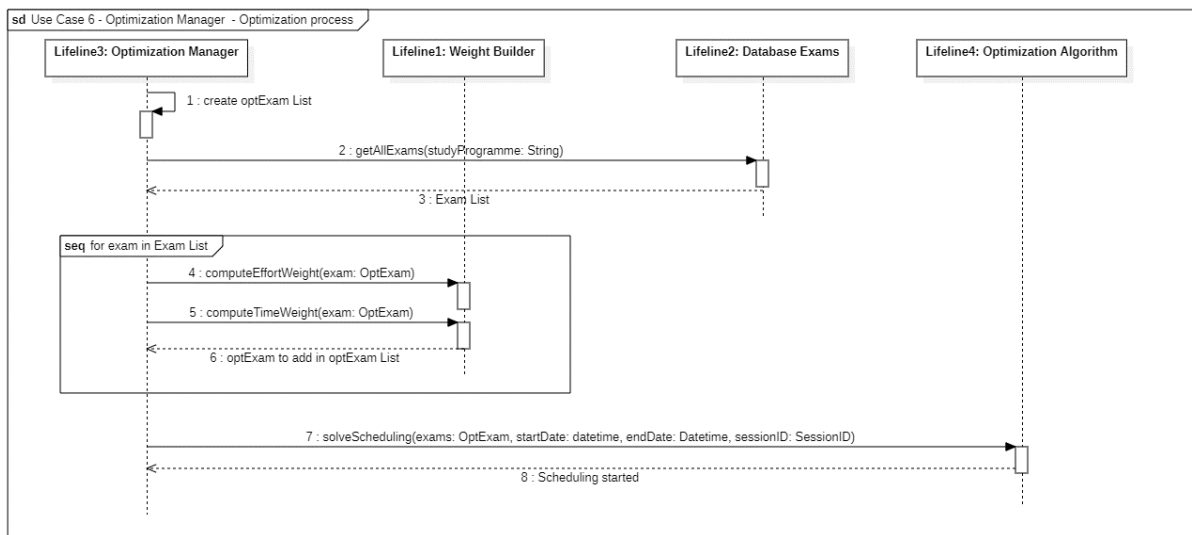 sd Use Case 6 - Optimization Manager - Optimization process
Lifeline3: Optimization Manager
Lifeline1: Weight Builder
Lifeline2: Database Exams
Lifeline4: Optimization Algorithm
1 : create optExam List
2 : getAllExams(studyProgramme: String)
3 : Exam List
seq for exam in Exam List
4 : computeEffortWeight(exam: OptExam)
5 : computeTimeWeight(exam: OptExam)
6 : optExam to add in optExam List
7 : solveScheduling(exams: OptExam, startDate: datetime, endDate: Datetime, sessionID: SessionID)
8 : Scheduling started